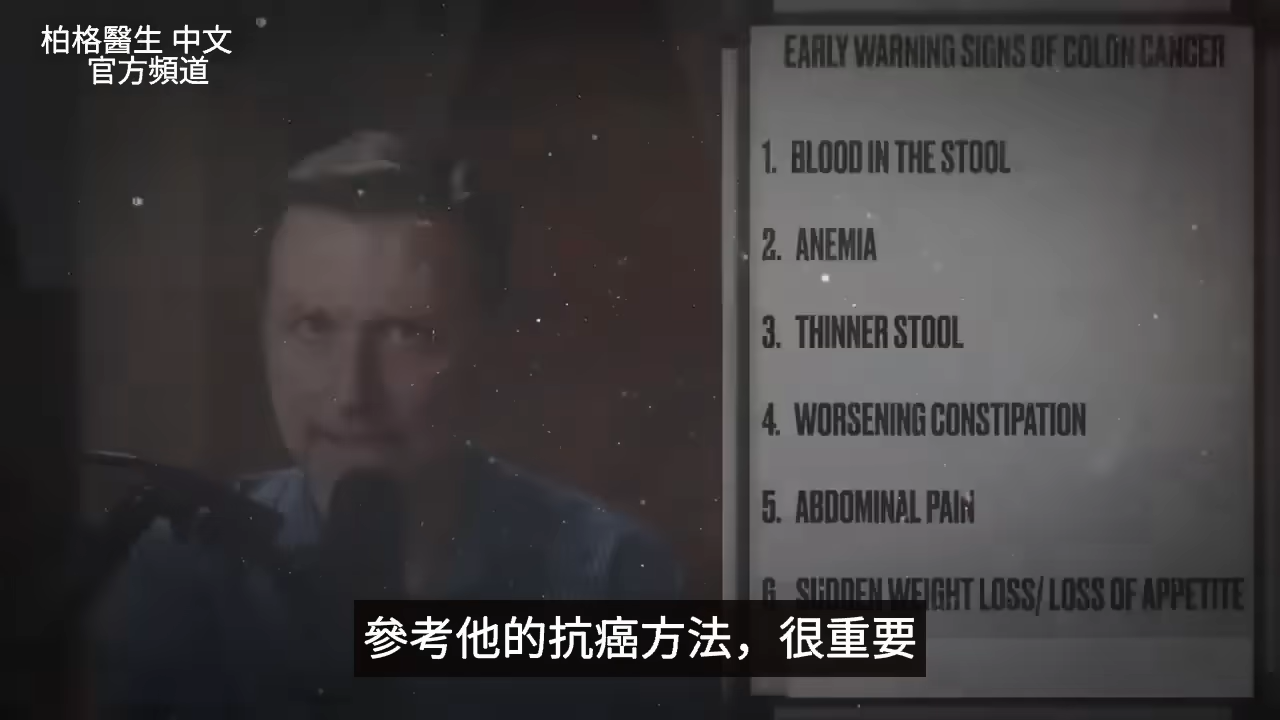 柏格醫生 中文
官方頻道
EARLY WARNING SIGNS OF COLON CANCER
1. BLOOD IN THE STOOL
2. ANEMIA
3. THINNER STOOL
4. WORSENING CONSTIPATION
5. ABDOMINAL PAIN
6 SUDDEN WEIGHT LOSS/ LOSS OF APPETITE
參考他的抗癌方法，很重要